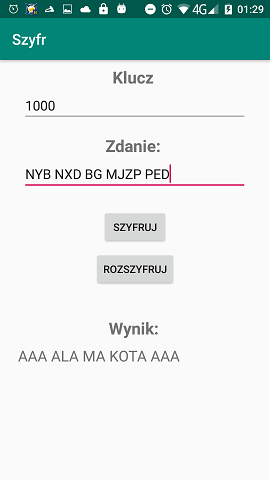 4G 01:29
Szyfr
Klucz
1000
Zdanie:
NYB NXD BG MJZP PED
SZYFRUJ
ROZSZYFRUJ
Wynik:
AAA ALA MA KOTA AAA